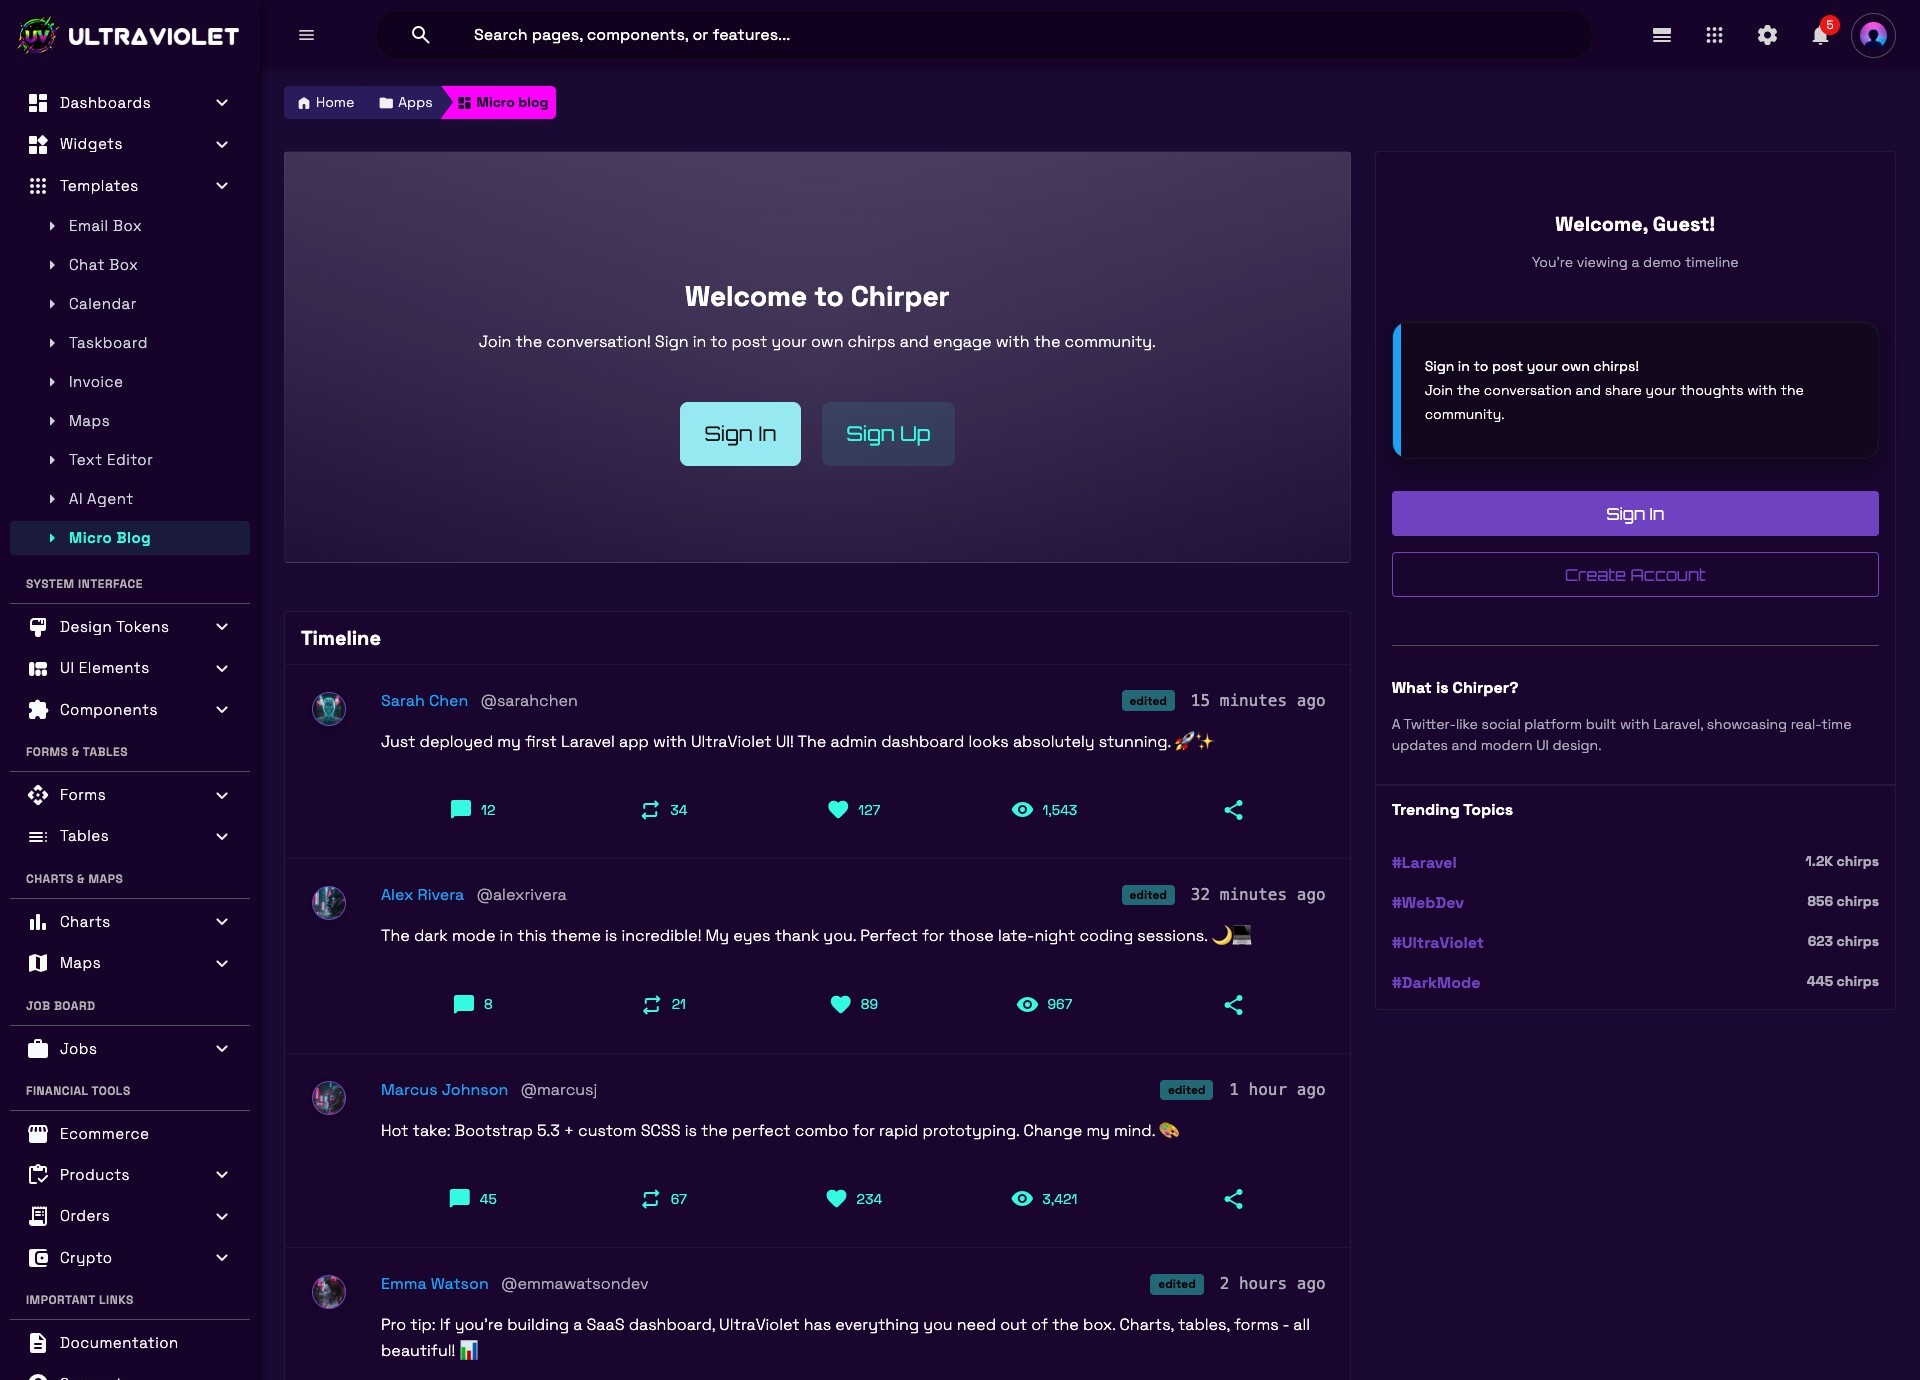 ULTRAVIOLET
Search pages, components, or features...
5
Dashboards
Widgets
Templates
Email Box
Chat Box
Calendar
Taskboard
Invoice
Maps
Text Editor
AI Agent
Micro Blog
SYSTEM INTERFACE
Design Tokens
UI Elements
Components
FORMS & TABLES
Forms
Tables
CHARTS & MAPS
Charts
Maps
JOB BOARD
Jobs
FINANCIAL TOOLS
Ecommerce
Products
Orders
Crypto
IMPORTANT LINKS
Documentation
Home Apps Micro blog
Welcome to Chirper
Join the conversation! Sign in to post your own chirps and engage with the community.
Sign In Sign Up
Timeline
Sarah Chen @sarahchen edited 15 minutes ago
Just deployed my first Laravel app with UltraViolet UI! The admin dashboard looks absolutely stunning. 🚀✨
12 34 127 1,543
Alex Rivera @alexrivera edited 32 minutes ago
The dark mode in this theme is incredible! My eyes thank you. Perfect for those late-night coding sessions. 🌙💻
8 21 89 967
Marcus Johnson @marcusj edited 1 hour ago
Hot take: Bootstrap 5.3 + custom SCSS is the perfect combo for rapid prototyping. Change my mind. 🎨
45 67 234 3,421
Emma Watson @emmawatsondev edited 2 hours ago
Pro tip: If you're building a SaaS dashboard, UltraViolet has everything you need out of the box. Charts, tables, forms - all
beautiful! 📊
Welcome, Guest!
You're viewing a demo timeline
Sign in to post your own chirps!
Join the conversation and share your thoughts with the
community.
Sign In
Create Account
What is Chirper?
A Twitter-like social platform built with Laravel, showcasing real-time
updates and modern UI design.
Trending Topics
#Laravel 1.2K chirps
#WebDev 856 chirps
#UltraViolet 623 chirps
#DarkMode 445 chirps